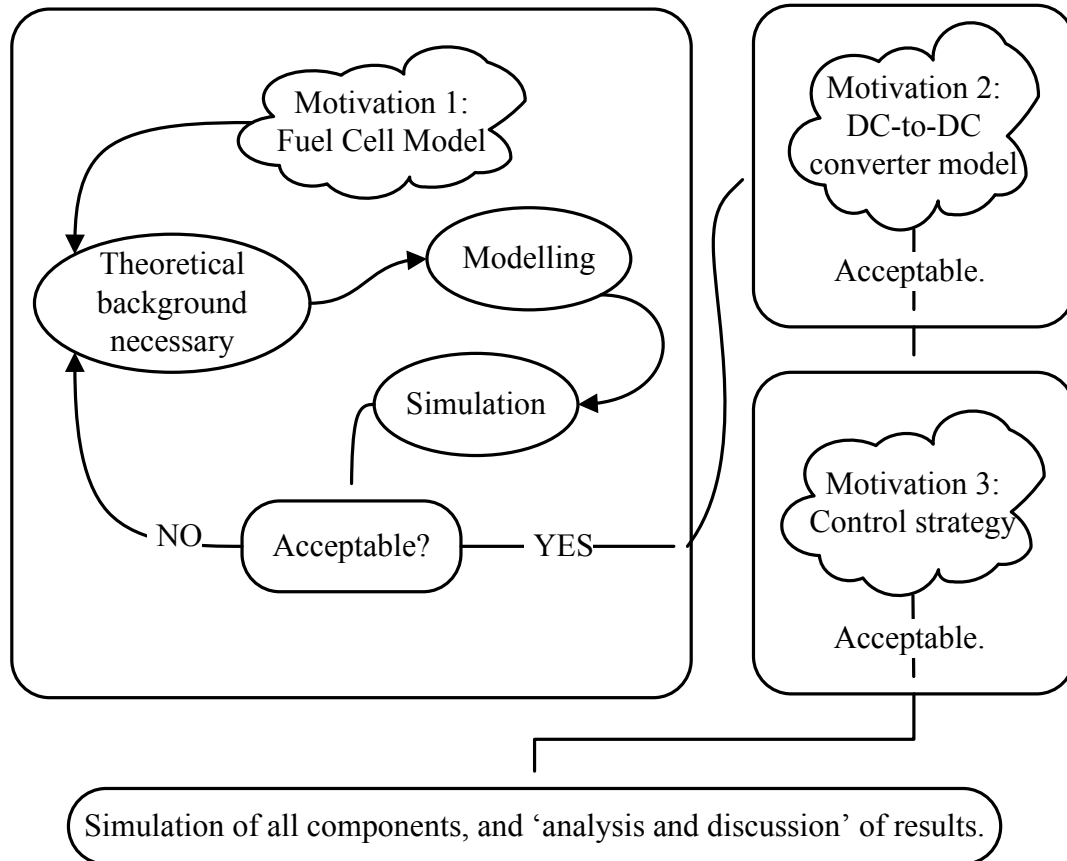 Motivation 1:
Fuel Cell Model
Theoretical
background
necessary
Modelling
Simulation
Acceptable?
NO
YES
Motivation 2:
DC-to-DC
converter model
Acceptable.
Motivation 3:
Control strategy
Acceptable.
Simulation of all components, and ‘analysis and discussion’ of results.